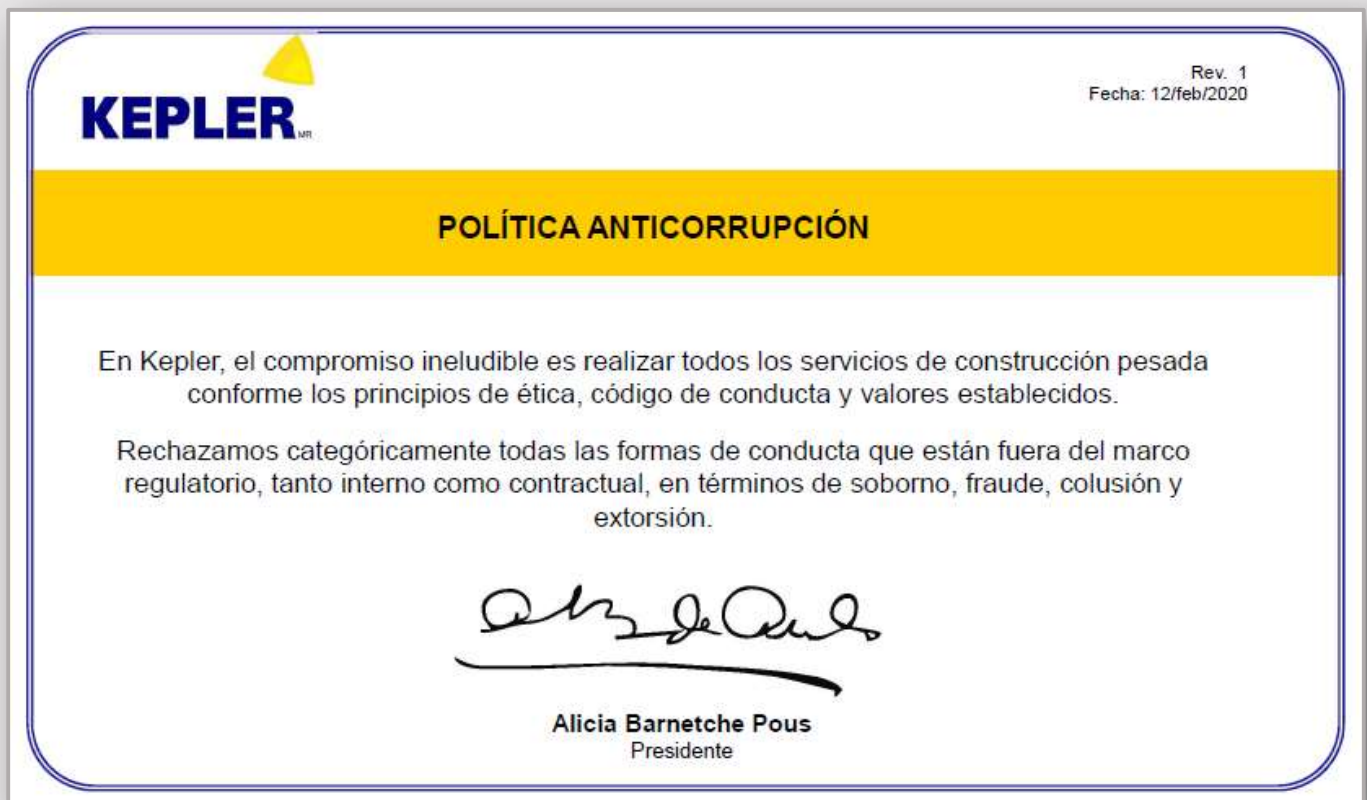 KEPLER MR
Rev. 1
Fecha: 12/feb/2020
POLÍTICA ANTICORRUPCIÓN
En Kepler, el compromiso ineludible es realizar todos los servicios de construcción pesada
conforme los principios de ética, código de conducta y valores establecidos.
Rechazamos categóricamente todas las formas de conducta que están fuera del marco
regulatorio, tanto interno como contractual, en términos de soborno, fraude, colusión y
extorsión.
Alicia Barnetche Pous
Presidente